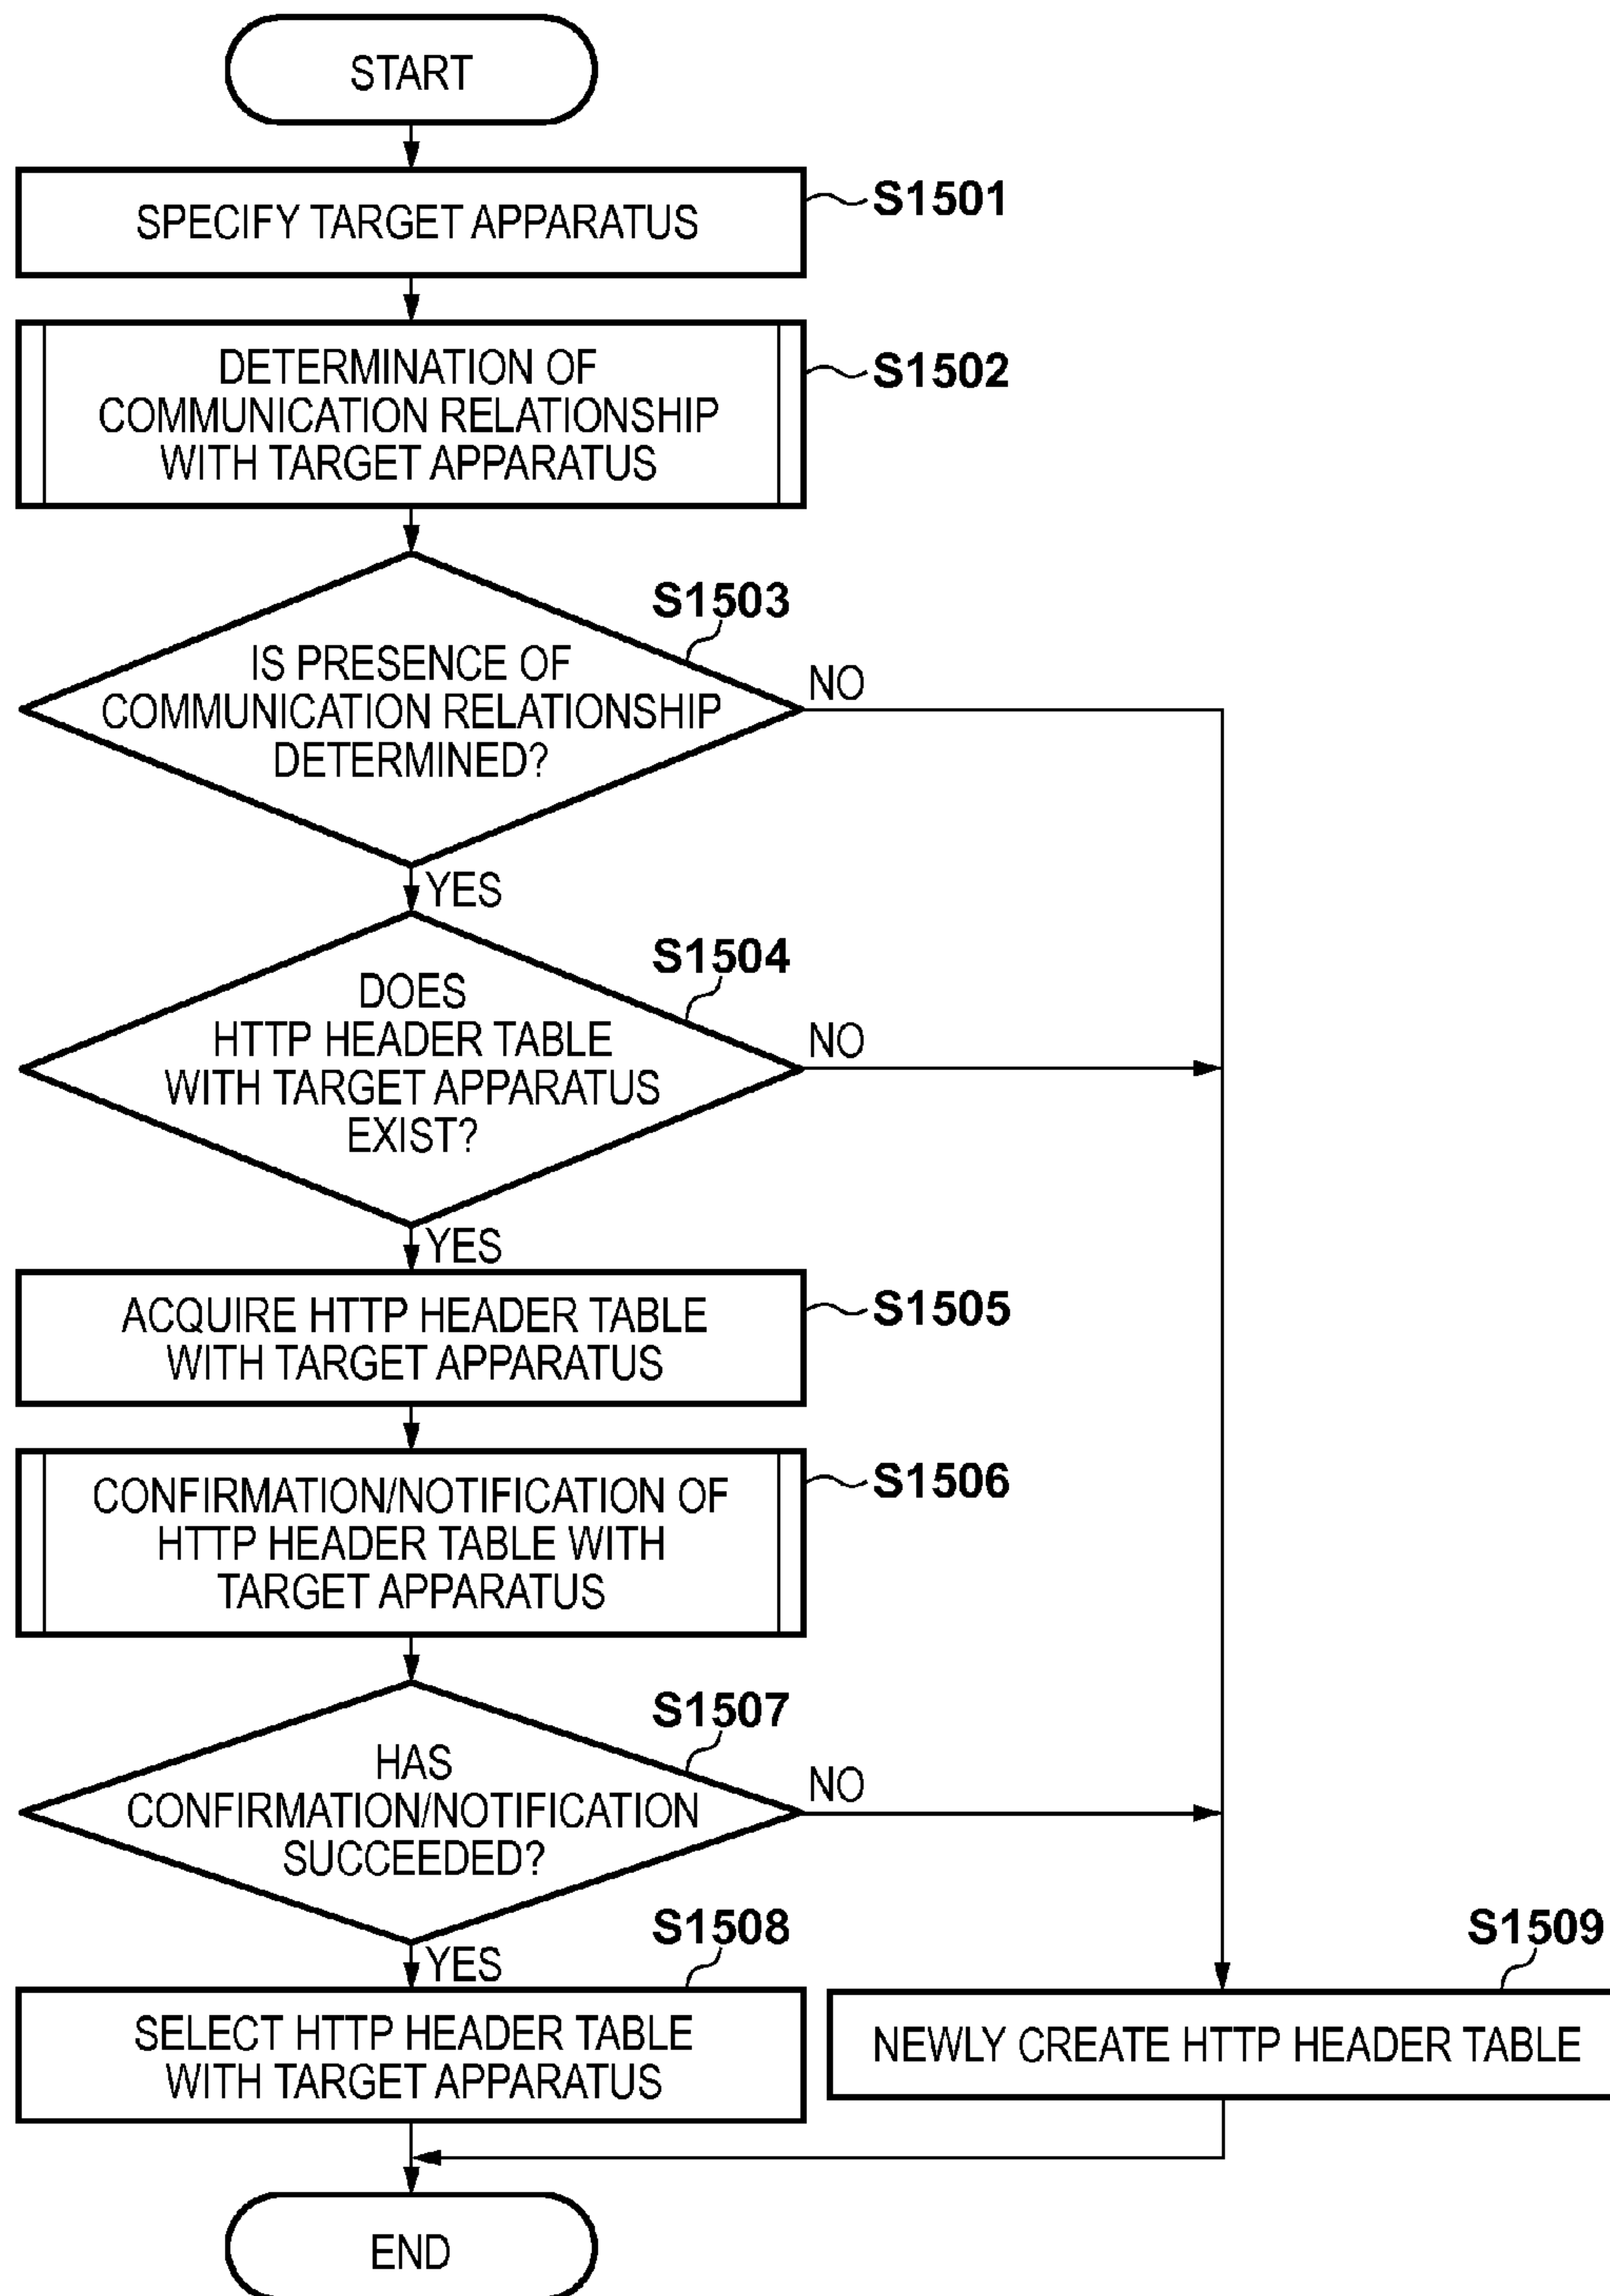 START
SPECIFY TARGET APPARATUS
S1501
DETERMINATION OF
COMMUNICATION RELATIONSHIP
WITH TARGET APPARATUS
S1502
S1503
IS PRESENCE OF
COMMUNICATION RELATIONSHIP
DETERMINED?
NO
YES
S1504
DOES
HTTP HEADER TABLE
WITH TARGET APPARATUS
EXIST?
NO
YES
ACQUIRE HTTP HEADER TABLE
WITH TARGET APPARATUS
S1505
CONFIRMATION/NOTIFICATION OF
HTTP HEADER TABLE WITH
TARGET APPARATUS
S1506
S1507
HAS
CONFIRMATION/NOTIFICATION
SUCCEEDED?
NO
YES
S1508
SELECT HTTP HEADER TABLE
WITH TARGET APPARATUS
S1509
NEWLY CREATE HTTP HEADER TABLE
END